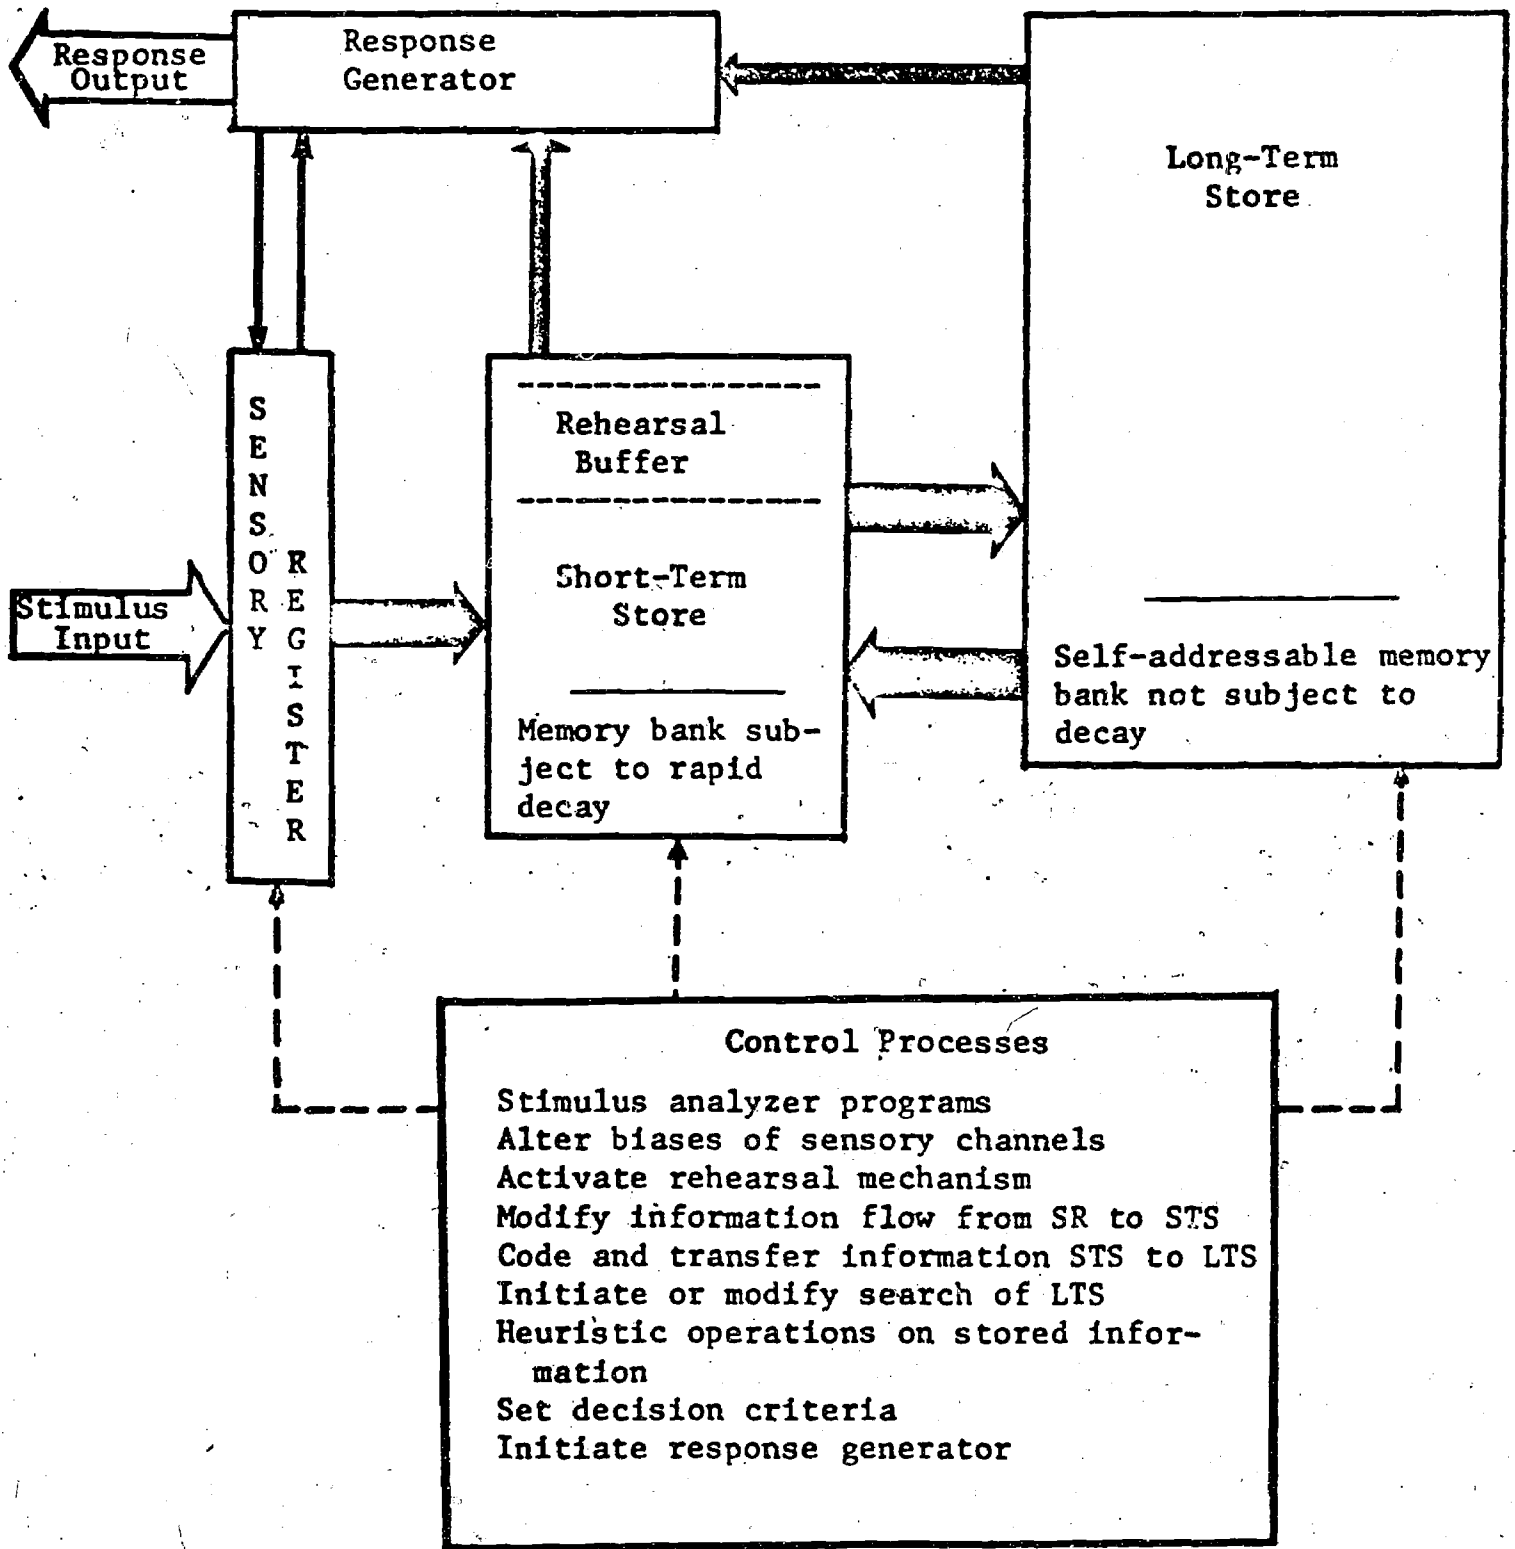 Response
Output
Response
Generator
Long-Term
Store
SENSORY
REGISTER
Rehearsal
Buffer
Short-Term
Store
Stimulus
Input
Memory bank sub-
ject to rapid
decay
Self-addressable memory
bank not subject to
decay
Control Processes
Stimulus analyzer programs
Alter biases of sensory channels
Activate rehearsal mechanism
Modify information flow from SR to STS
Code and transfer information STS to LTS
Initiate or modify search of LTS
Heuristic operations on stored infor-
mation
Set decision criteria
Initiate response generator